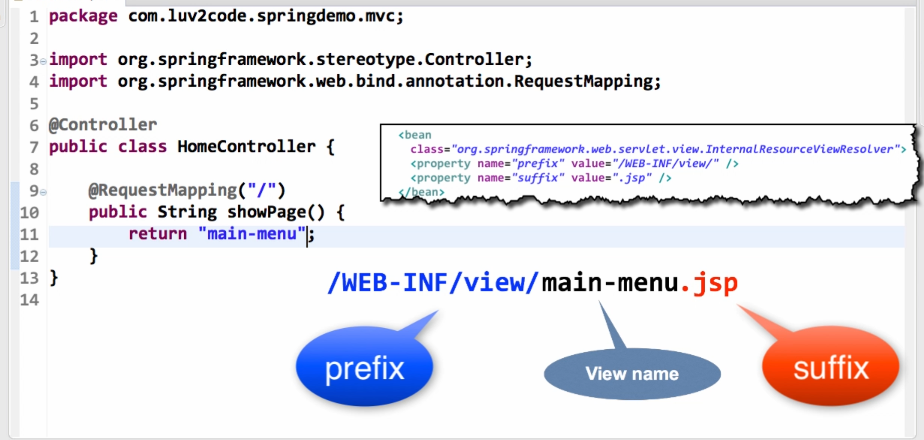 1 package com.luv2code.springdemo.mvc;
2
3 import org.springframework.stereotype.Controller;
4 import org.springframework.web.bind.annotation.RequestMapping;
5
6 @Controller
7 public class HomeController {
8
9 @RequestMapping("/")
10 public String showPage() {
11 return "main-menu";
12 }
13 }
14
<bean
class="org.springframework.web.servlet.view.InternalResourceViewResolver">
<property name="prefix" value="/WEB-INF/view/" />
<property name="suffix" value=".jsp" />
</bean>
/WEB-INF/view/main-menu.jsp
prefix
View name
suffix